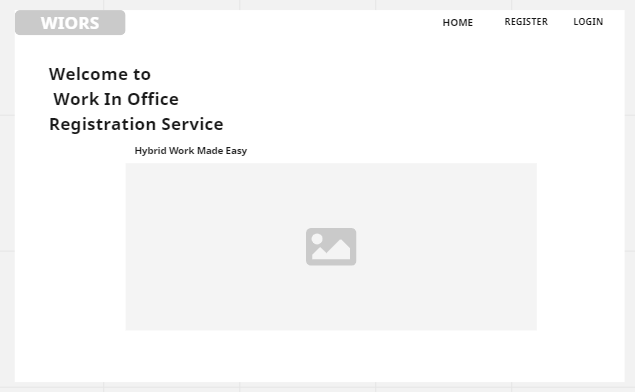 WIORS
HOME REGISTER LOGIN
Welcome to
Work In Office
Registration Service
Hybrid Work Made Easy